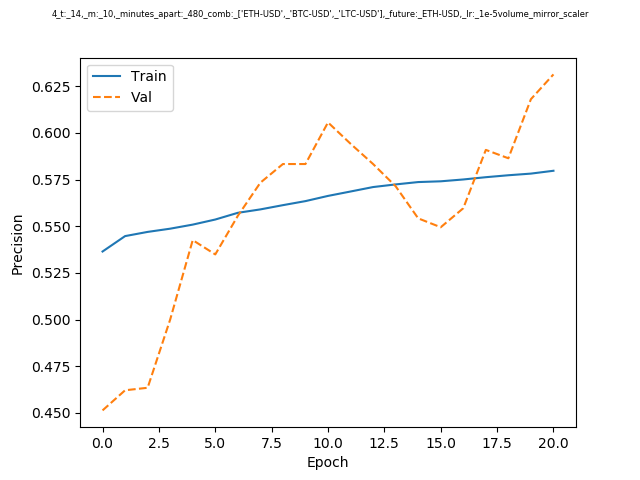 4_t:_14,_m:_10,_minutes_apart:_480_comb:_['ETH-USD',_'BTC-USD',_'LTC-USD'],_future:_ETH-USD,_lr:_1e-5volume_mirror_scaler
Train
Val
0.625
0.600
0.575
0.550
0.525
0.500
0.475
0.450
Precision
0.0 2.5 5.0 7.5 10.0 12.5 15.0 17.5 20.0
Epoch